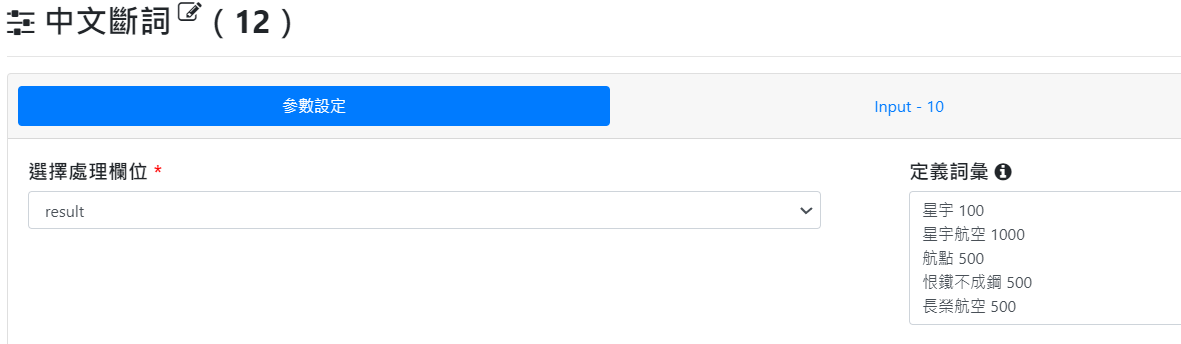 中文斷詞 ( 12 )
參數設定
Input - 10
選擇處理欄位 *
result
定義詞彙
星宇 100
星宇航空 1000
航點 500
恨鐵不成鋼 500
長榮航空 500